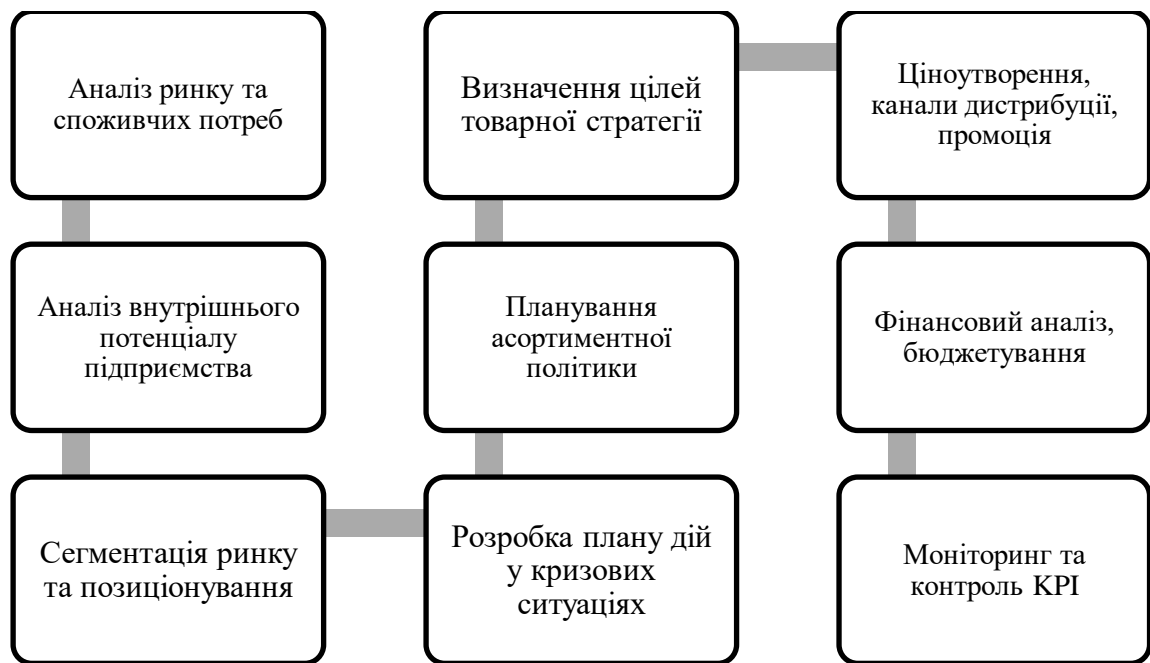 Аналіз ринку та
споживчих потреб
Аналіз внутрішнього
потенціалу
підприємства
Сегментація ринку
та позиціонування
Розробка плану дій
у кризових
ситуаціях
Планування
асортиментної
політики
Визначення цілей
товарної стратегії
Ціноутворення,
канали дистрибуції,
промоція
Фінансовий аналіз,
бюджетування
Моніторинг та
контроль KPI